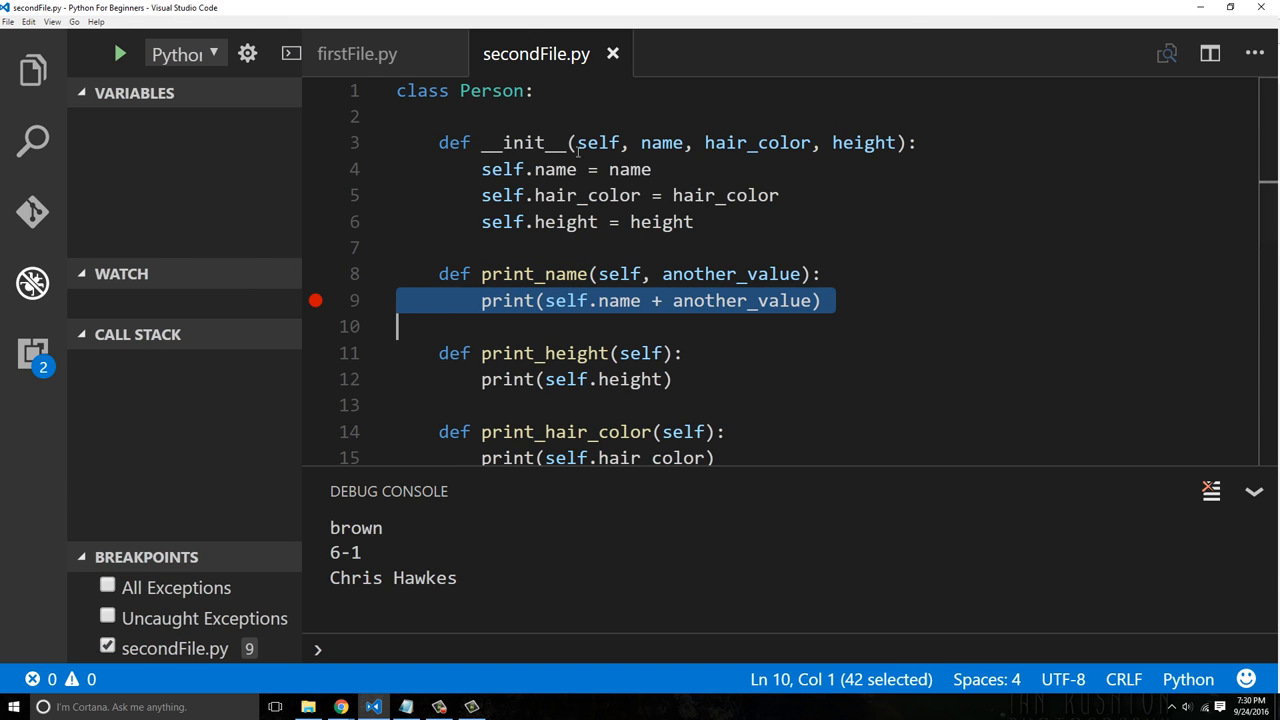 secondFile.py - Python For Beginners - Visual Studio Code
File Edit View Go Help
Python
firstFile.py
secondFile.py
VARIABLES
WATCH
CALL STACK
2
BREAKPOINTS
All Exceptions
Uncaught Exceptions
secondFile.py 9
1 class Person:
2
3 def __init__(self, name, hair_color, height):
4 self.name = name
5 self.hair_color = hair_color
6 self.height = height
7
8 def print_name(self, another_value):
9 print(self.name + another_value)
10
11 def print_height(self):
12 print(self.height)
13
14 def print_hair_color(self):
15 print(self.hair_color)
DEBUG CONSOLE
brown
6-1
Chris Hawkes
0 0
Ln 10, Col 1 (42 selected) Spaces: 4 UTF-8 CRLF Python
I'm Cortana. Ask me anything.
7:30 PM
9/24/2016